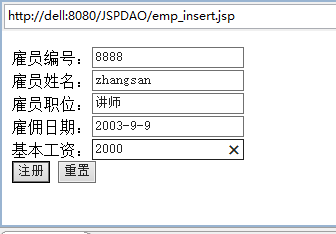 http://dell:8080/JSPDAO/emp_insert.jsp
雇员编号：8888
雇员姓名：zhangsan
雇员职位：讲师
雇佣日期：2003-9-9
基本工资：2000
注册 重置